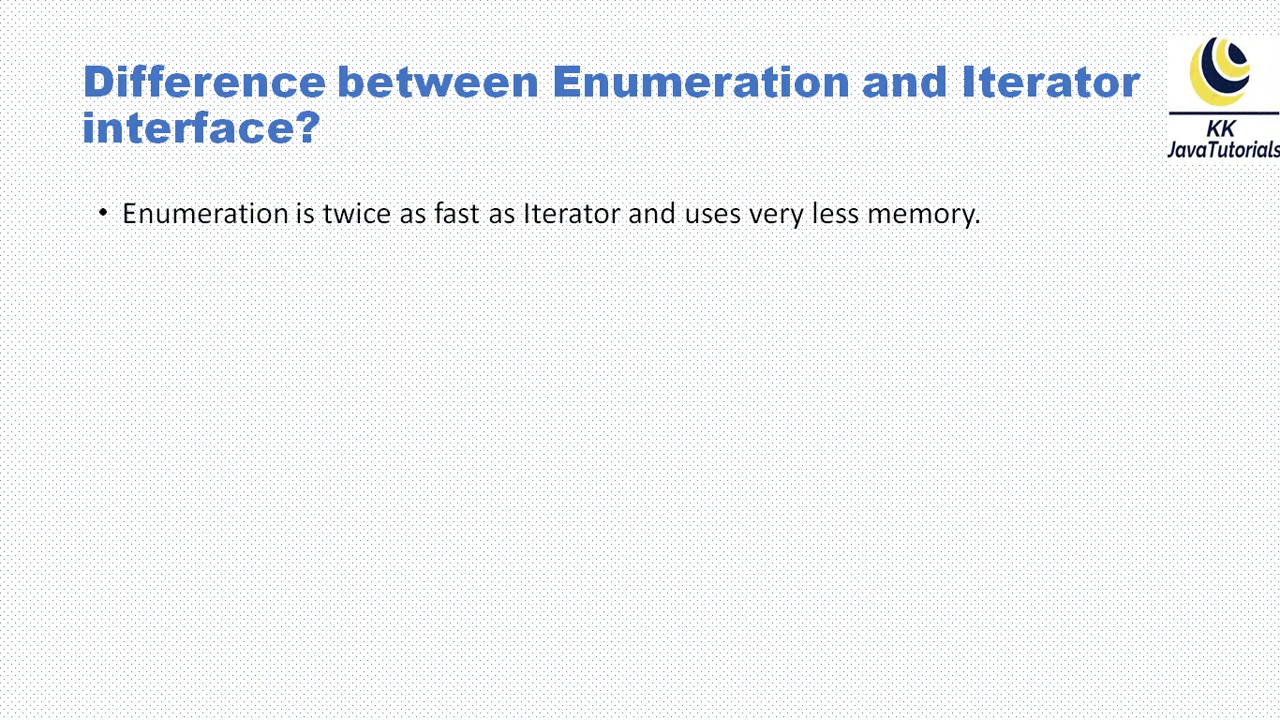 Difference between Enumeration and Iterator
interface?
KK
JavaTutorials
• Enumeration is twice as fast as Iterator and uses very less memory.